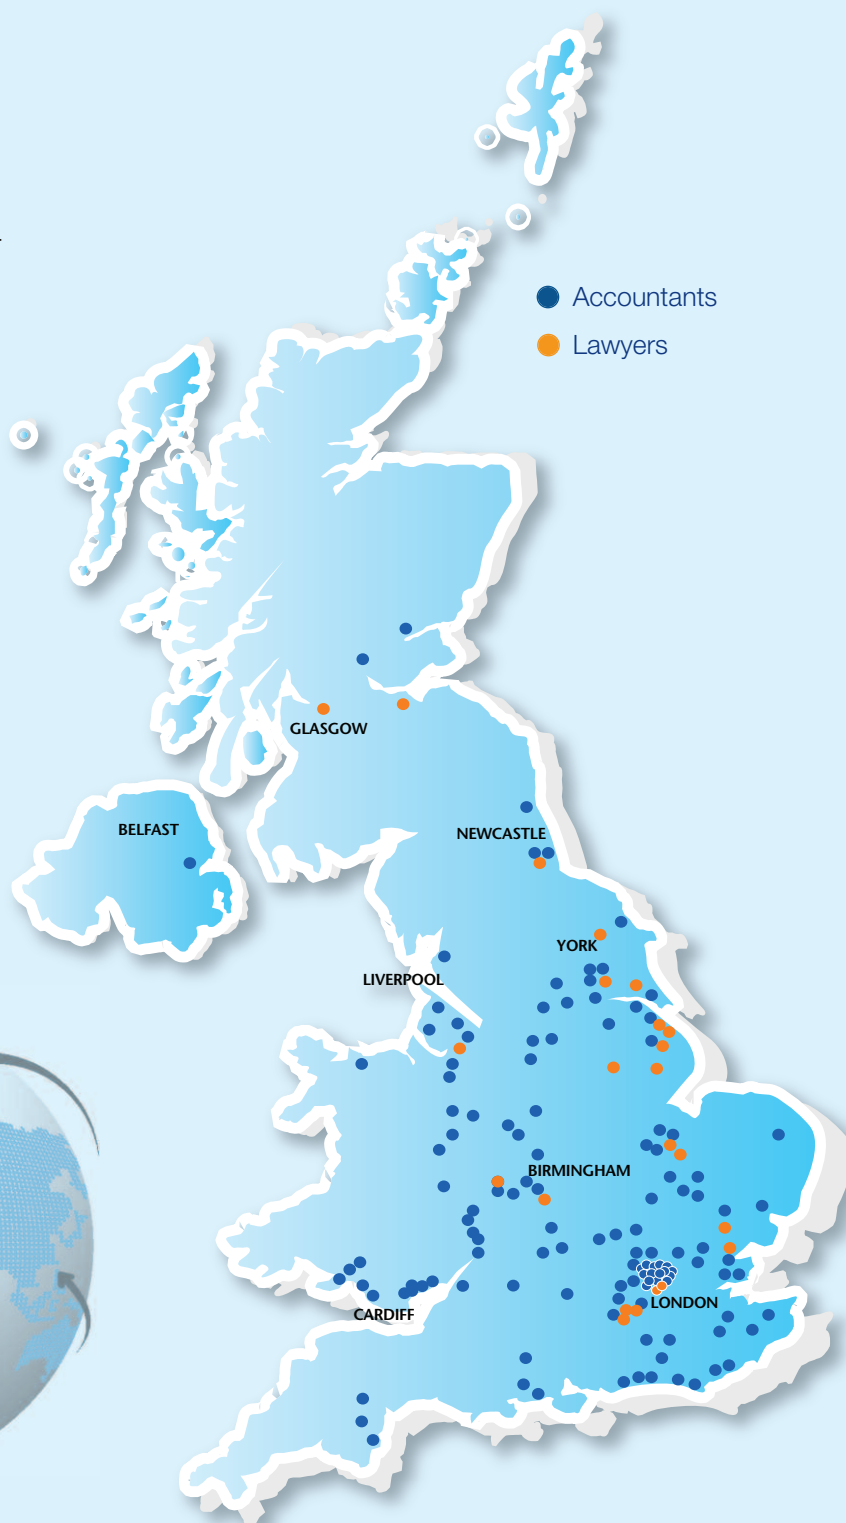 Accountants
Lawyers
GLASGOW
BELFAST
NEWCASTLE
YORK
LIVERPOOL
BIRMINGHAM
LONDON
CARDIFF